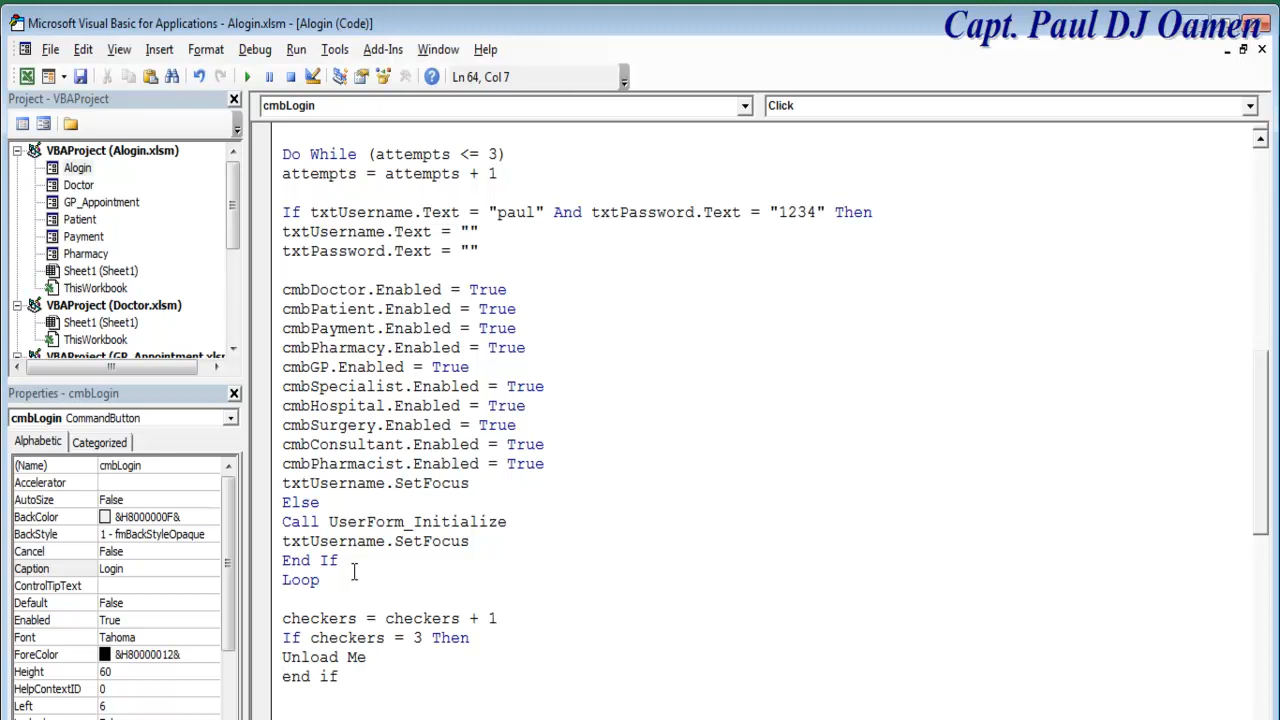 Microsoft Visual Basic for Applications - Alogin.xlsm - [Alogin (Code)]
Capt. Paul DJ Oamen
File Edit View Insert Format Debug Run Tools Add-Ins Window Help
Ln 64, Col 7
Project - VBAProject
cmbLogin
Click
VBAProject (Alogin.xlsm)
Alogin
Doctor
GP_Appointment
Patient
Payment
Pharmacy
Sheet1 (Sheet1)
ThisWorkbook
VBAProject (Doctor.xlsm)
Sheet1 (Sheet1)
ThisWorkbook
Properties - cmbLogin
cmbLogin CommandButton
Alphabetic Categorized
(Name) cmbLogin
Accelerator
AutoSize False
BackColor &H8000000F&
BackStyle 1 - fmBackStyleOpaque
Cancel False
Caption Login
ControlTipText
Default False
Enabled True
Font Tahoma
ForeColor &H80000012&
Height 60
HelpContextID 0
Left 6
Do While (attempts <= 3)
attempts = attempts + 1
If txtUsername.Text = "paul" And txtPassword.Text = "1234" Then
txtUsername.Text = ""
txtPassword.Text = ""
cmbDoctor.Enabled = True
cmbPatient.Enabled = True
cmbPayment.Enabled = True
cmbPharmacy.Enabled = True
cmbGP.Enabled = True
cmbSpecialist.Enabled = True
cmbHospital.Enabled = True
cmbSurgery.Enabled = True
cmbConsultant.Enabled = True
cmbPharmacist.Enabled = True
txtUsername.SetFocus
Else
Call UserForm_Initialize
txtUsername.SetFocus
End If
Loop
checkers = checkers + 1
If checkers = 3 Then
Unload Me
end if